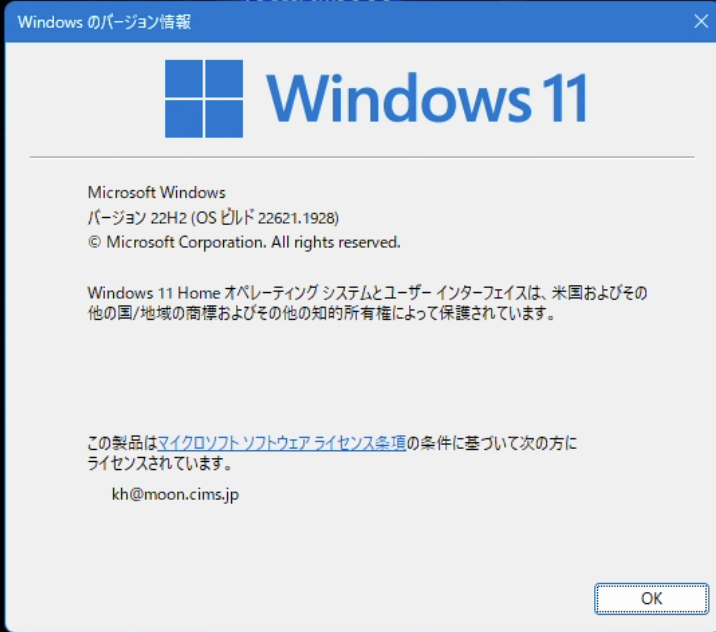 Windows のバージョン情報
Windows 11
Microsoft Windows
バージョン 22H2 (OS ビルド 22621.1928)
© Microsoft Corporation. All rights reserved.
Windows 11 Home オペレーティング システムとユーザー インターフェイスは、米国およびその
他の国/地域の商標およびその他の知的所有権によって保護されています。
この製品はマイクロソフト ソフトウェア ライセンス条項の条件に基づいて次の方に
ライセンスされています。
kh@moon.cims.jp
OK